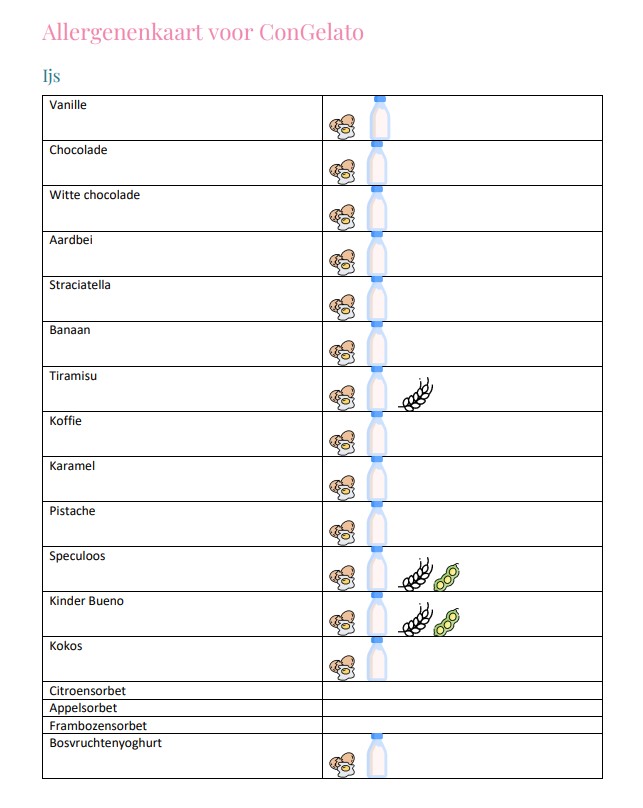 Allergenenkaart voor ConGelato
Ijs
Vanille
Chocolade
Witte chocolade
Aardbei
Straciatella
Banaan
Tiramisu
Koffie
Karamel
Pistache
Speculoos
Kinder Bueno
Kokos
Citroensorbet
Appelsorbet
Frambozensorbet
Bosvruchtenyoghurt